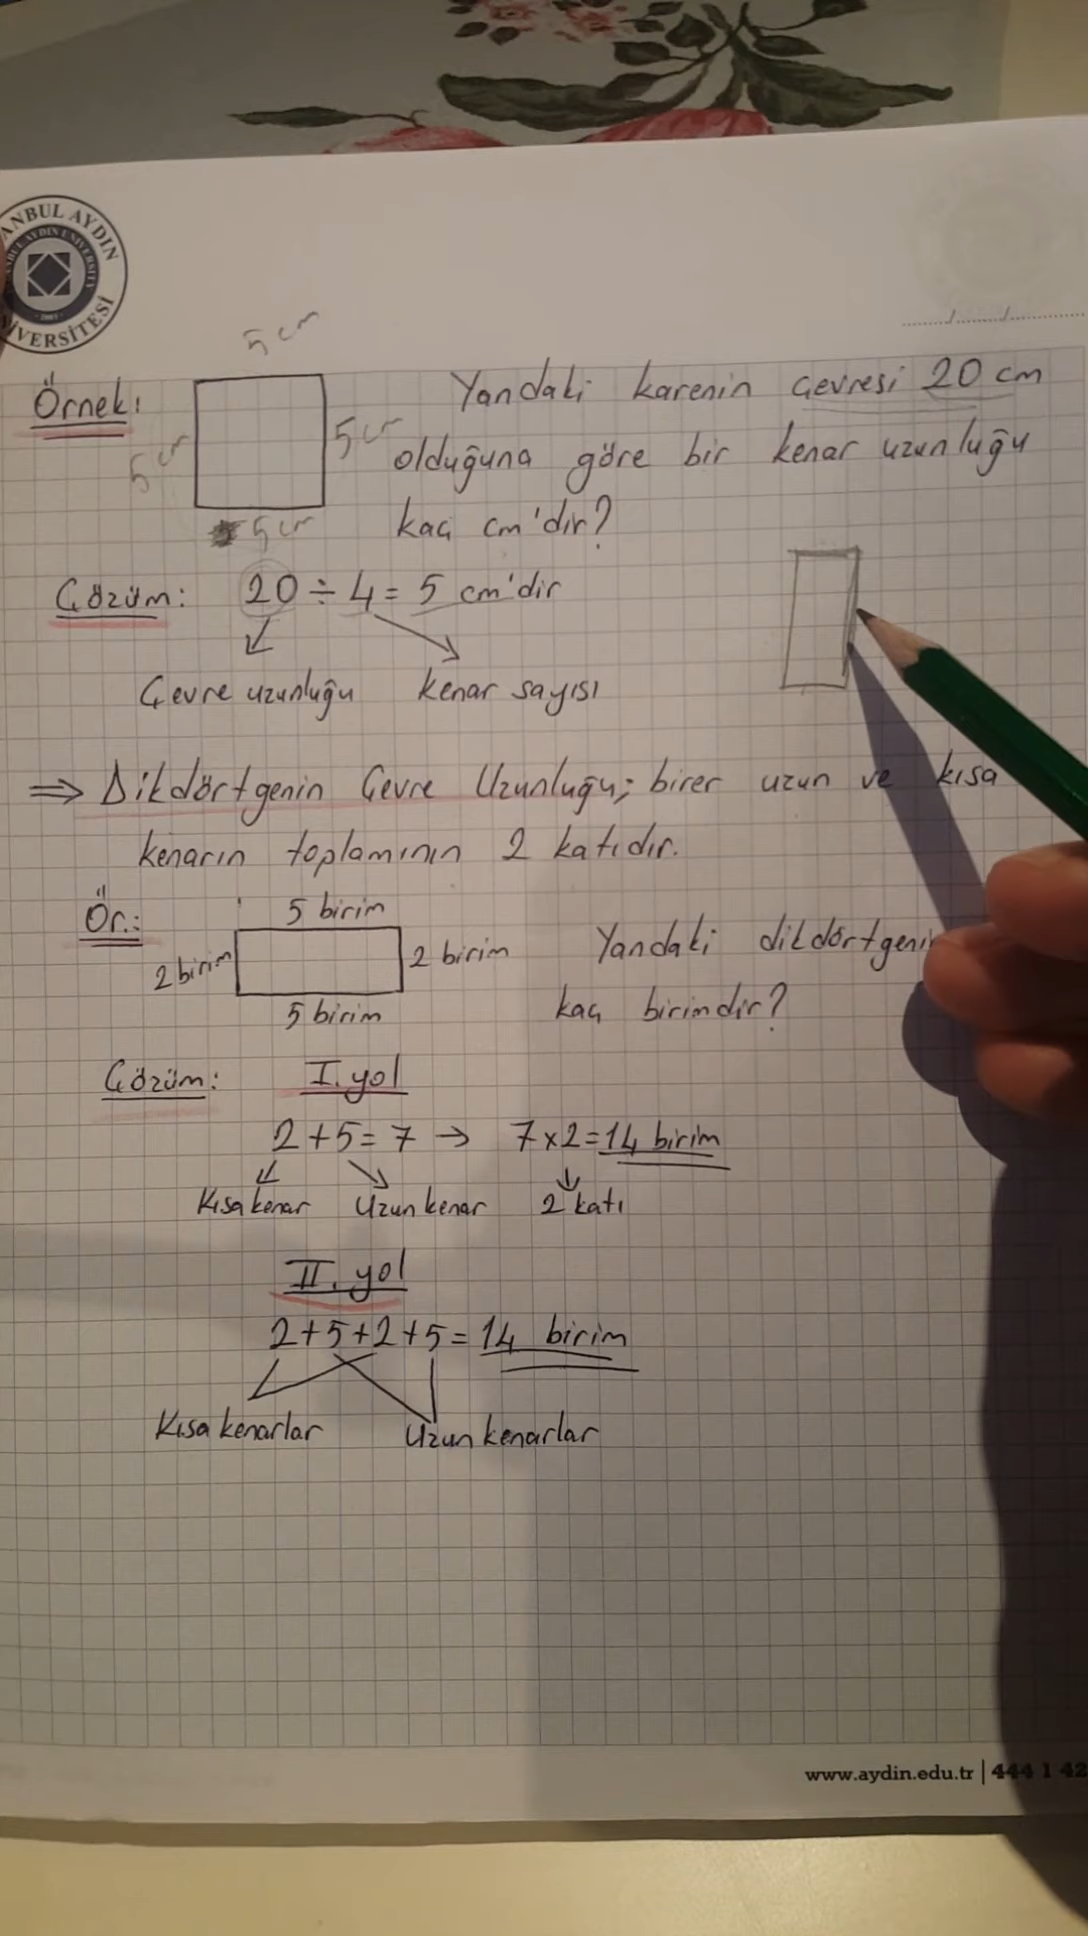 İSTANBUL AYDIN ÜNİVERSİTESİ
5 cm
Örnek:
5 cm
5 cm
5 cm
Yandaki karenin çevresi 20 cm
olduğuna göre bir kenar uzunluğu
kaç cm'dir?
Çözüm: 20 ÷ 4 = 5 cm'dir
Çevre uzunluğu kenar sayısı
⇒ Dikdörtgenin Çevre Uzunluğu; birer uzun ve kısa
kenarın toplamının 2 katıdır.
Ör.:
5 birim
2 birim
2 birim
5 birim
Yandaki dikdörtgenin
kaç birimdir?
Çözüm: I. yol
2 + 5 = 7 → 7 x 2 = 14 birim
Kısa kenar Uzun kenar 2 katı
II. yol
2 + 5 + 2 + 5 = 14 birim
Kısa kenarlar Uzun kenarlar
www.aydin.edu.tr | 444 1 42